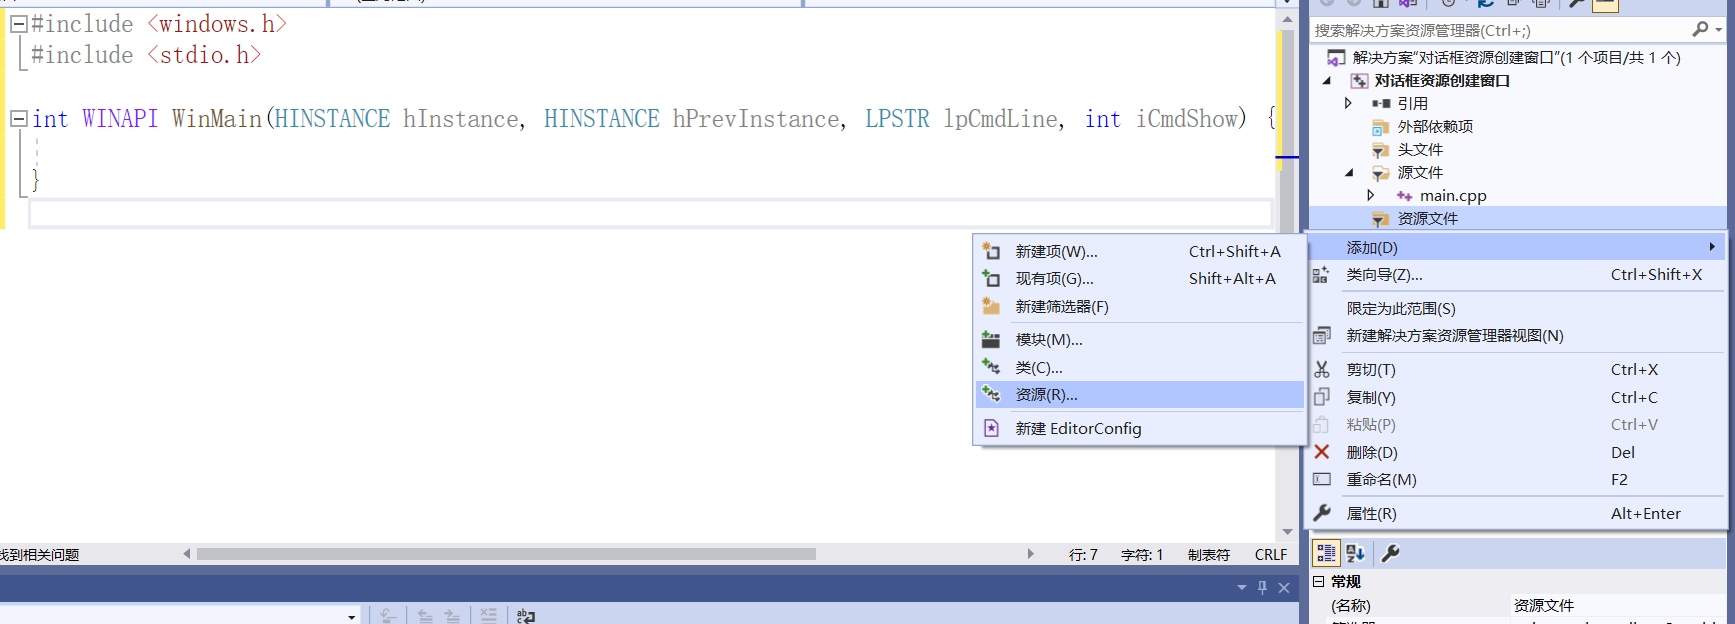 #include <windows.h>
#include <stdio.h>
int WINAPI WinMain(HINSTANCE hInstance, HINSTANCE hPrevInstance, LPSTR lpCmdLine, int iCmdShow) {
}
搜索解决方案资源管理器(Ctrl+;)
解决方案"对话框资源创建窗口"(1 个项目/共 1 个)
对话框资源创建窗口
引用
外部依赖项
头文件
源文件
main.cpp
资源文件
新建项(W)... Ctrl+Shift+A
现有项(G)... Shift+Alt+A
新建筛选器(F)
模块(M)...
类(C)...
资源(R)...
新建 EditorConfig
添加(D)
类向导(Z)... Ctrl+Shift+X
限定为此范围(S)
新建解决方案资源管理器视图(N)
剪切(T) Ctrl+X
复制(Y) Ctrl+C
粘贴(P) Ctrl+V
删除(D) Del
重命名(M) F2
属性(R) Alt+Enter
找到相关问题
行: 7 字符: 1 制表符 CRLF
常规
(名称) 资源文件